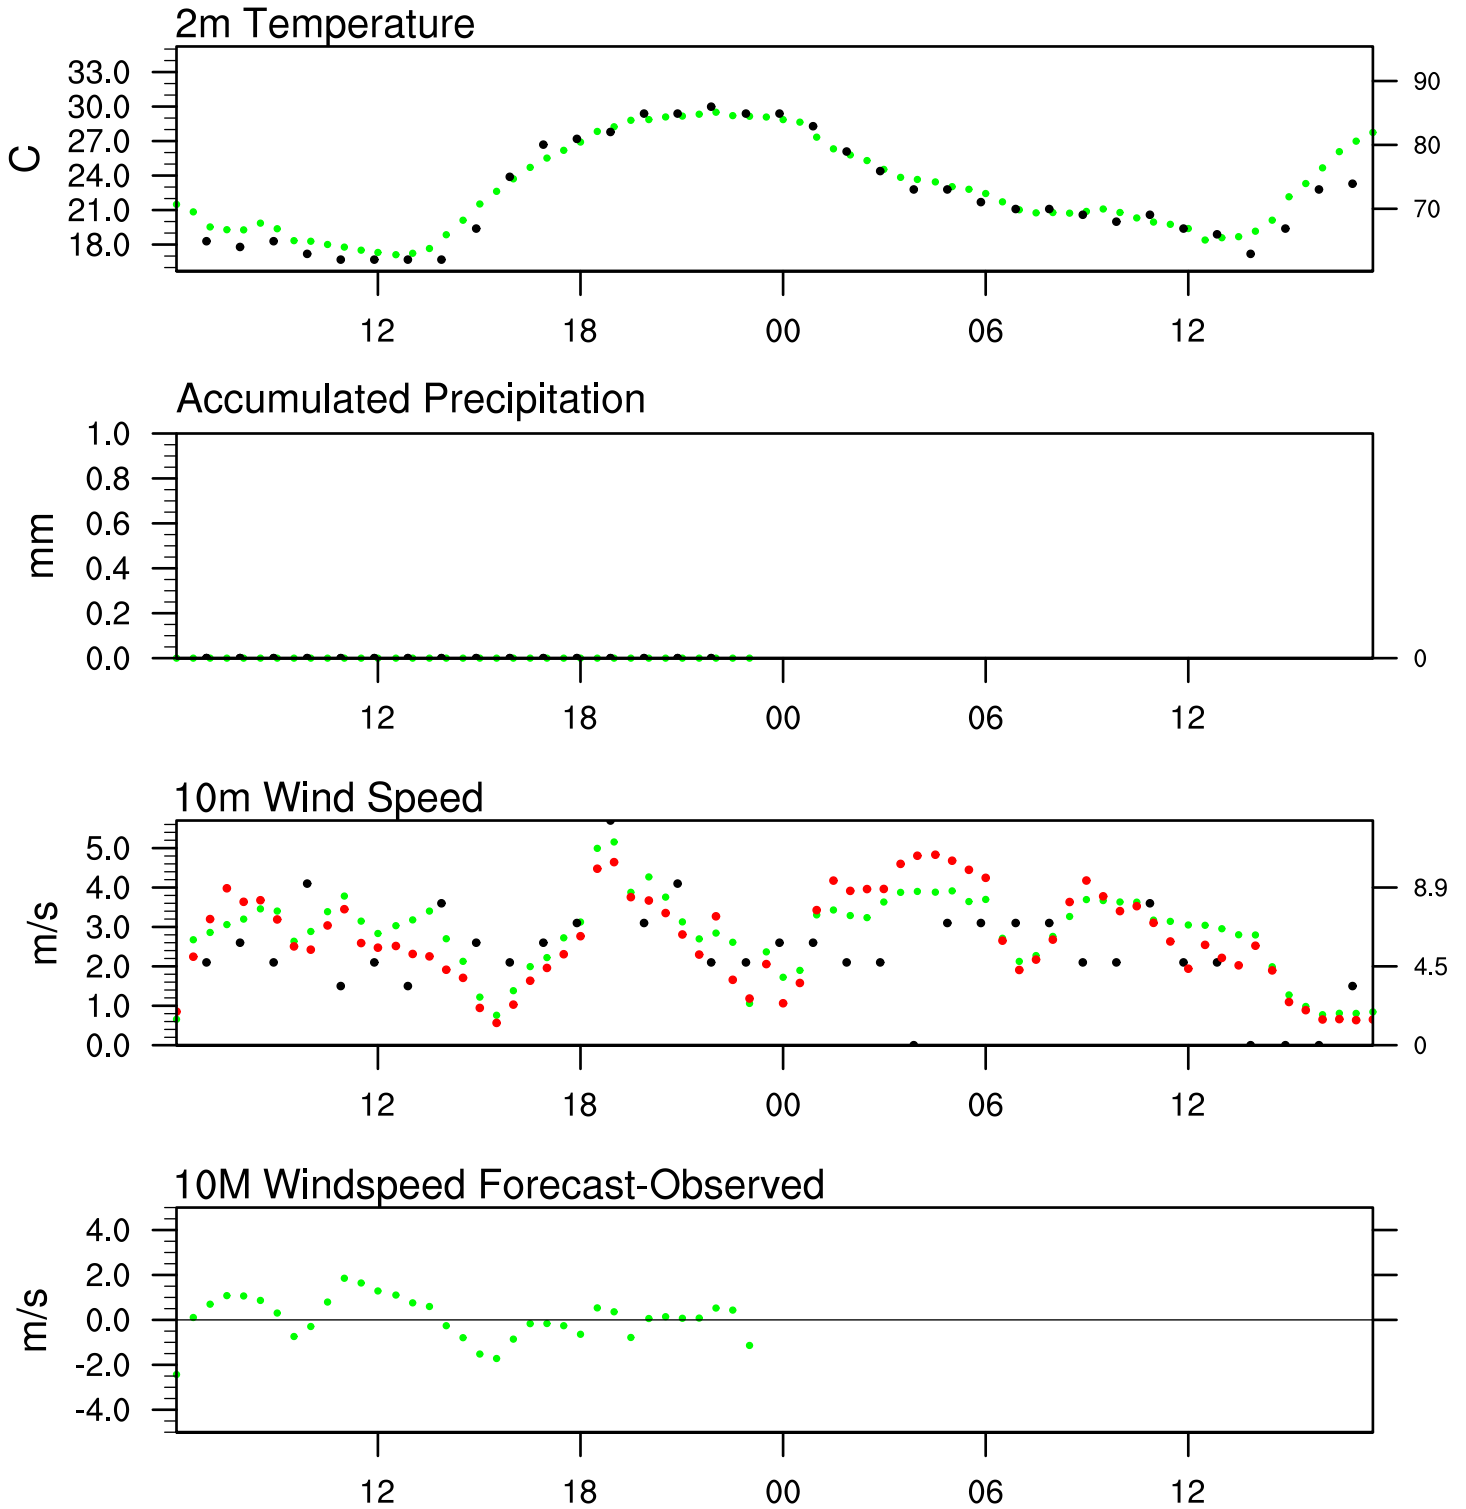 2m Temperature
33.0
30.0
27.0
24.0
21.0
18.0
C
90
80
70
12 18 00 06 12
Accumulated Precipitation
1.0
0.8
0.6
0.4
0.2
0.0
mm
0
12 18 00 06 12
10m Wind Speed
5.0
4.0
3.0
2.0
1.0
0.0
m/s
8.9
4.45
0
12 18 00 06 12
10M Windspeed Forecast-Observed
4.0
2.0
0.0
-2.0
-4.0
m/s
12 18 00 06 12